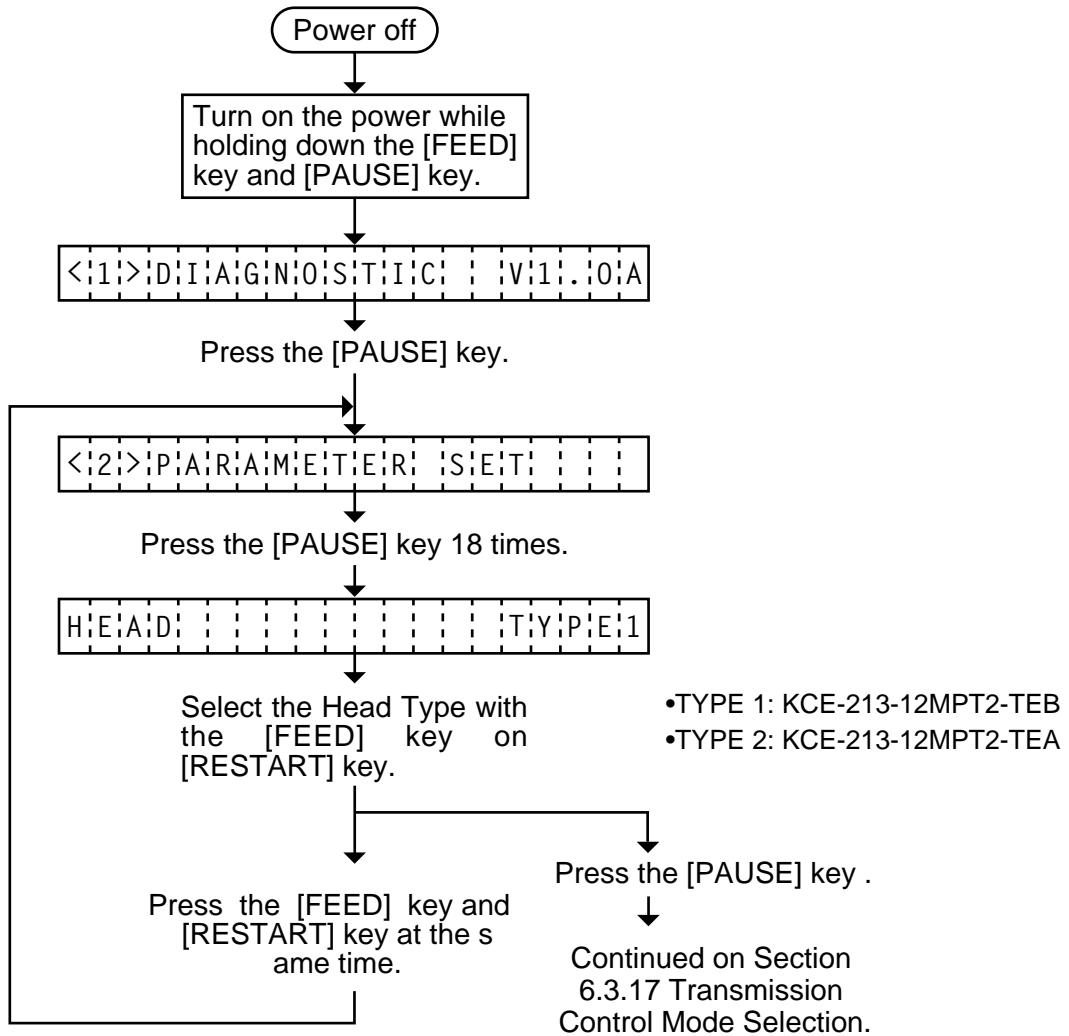 Power off
Turn on the power while
holding down the [FEED]
key and [PAUSE] key.
<1>DIAGNOSTIC  V1.0A
Press the [PAUSE] key.
<2>PARAMETER SET
Press the [PAUSE] key 18 times.
HEAD           TYPE1
Select the Head Type with
the [FEED] key on
[RESTART] key.
•TYPE 1: KCE-213-12MPT2-TEB
•TYPE 2: KCE-213-12MPT2-TEA
Press the [FEED] key and
[RESTART] key at the s
ame time.
Press the [PAUSE] key .
Continued on Section
6.3.17 Transmission
Control Mode Selection.